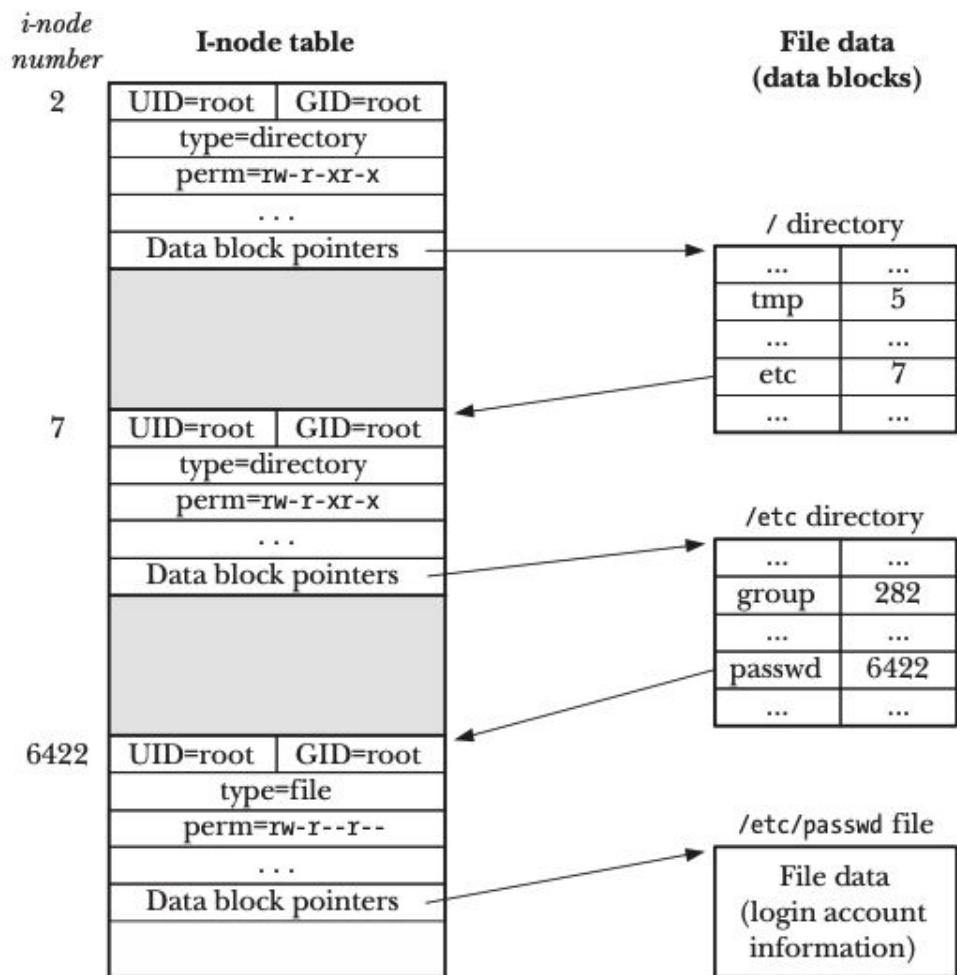 i-node number
I-node table
File data
(data blocks)
2
UID=root GID=root
type=directory
perm=rw-r-xr-x
...
Data block pointers
/ directory
... ...
tmp 5
... ...
etc 7
... ...
7
UID=root GID=root
type=directory
perm=rw-r-xr-x
...
Data block pointers
/etc directory
... ...
group 282
... ...
passwd 6422
... ...
6422
UID=root GID=root
type=file
perm=rw-r--r--
...
Data block pointers
/etc/passwd file
File data
(login account
information)